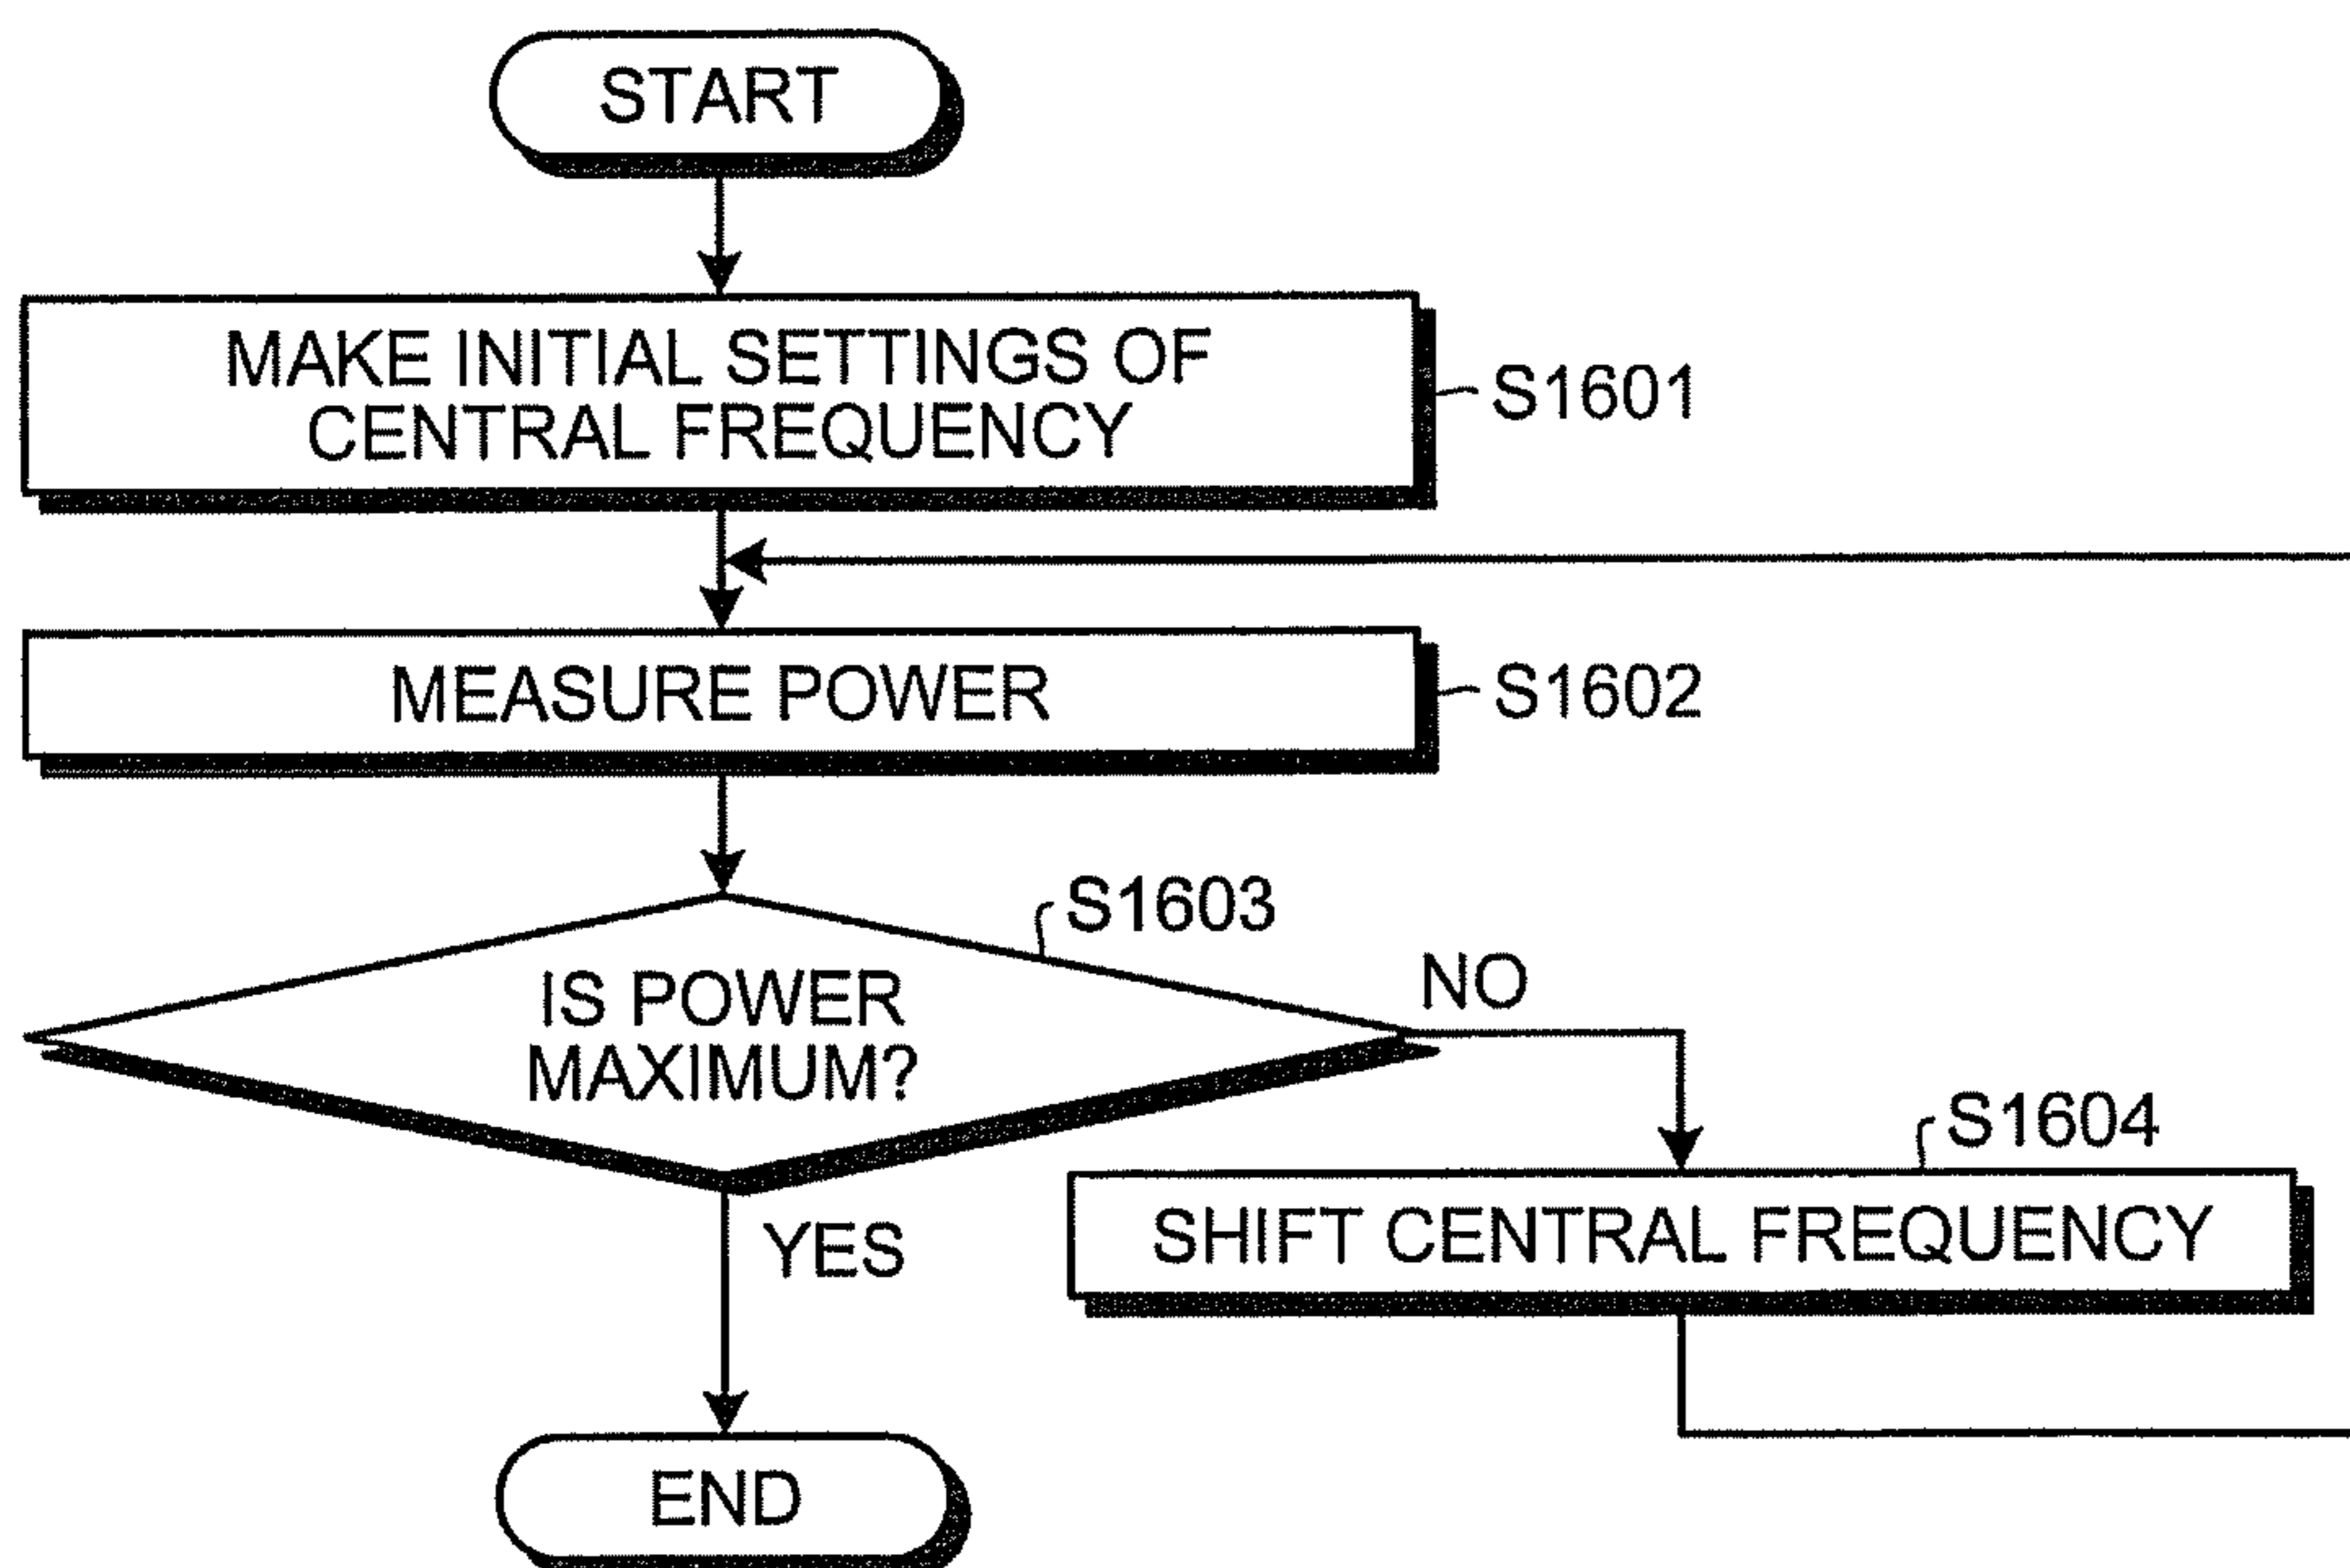 START
MAKE INITIAL SETTINGS OF
CENTRAL FREQUENCY
S1601
MEASURE POWER
S1602
S1603
IS POWER
MAXIMUM?
NO
S1604
SHIFT CENTRAL FREQUENCY
YES
END